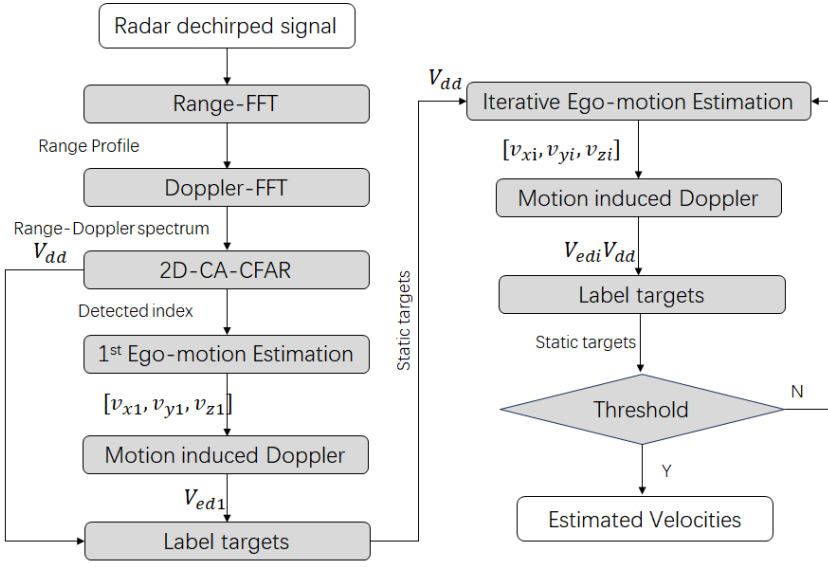 Radar dechirped signal
Range-FFT
Range Profile
Doppler-FFT
Range-Doppler spectrum
V_dd
2D-CA-CFAR
Detected index
1st Ego-motion Estimation
[v_x1, v_y1, v_z1]
Motion induced Doppler
V_ed1
Label targets
Static targets
V_dd
Iterative Ego-motion Estimation
[v_xi, v_yi, v_zi]
Motion induced Doppler
V_edi V_dd
Label targets
Static targets
Threshold
N
Y
Estimated Velocities